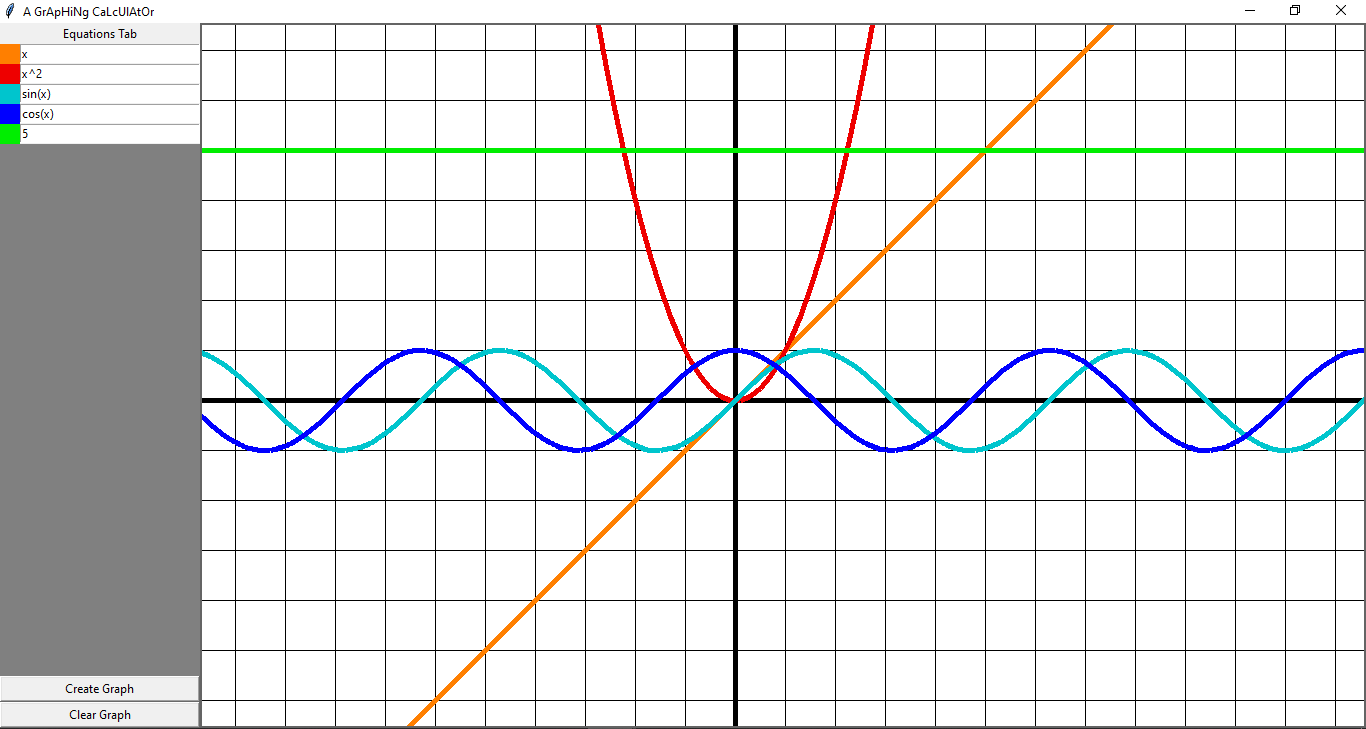 A GrApHiNg CaLcUlAtOr
Equations Tab
x
x^2
sin(x)
cos(x)
5
Create Graph
Clear Graph